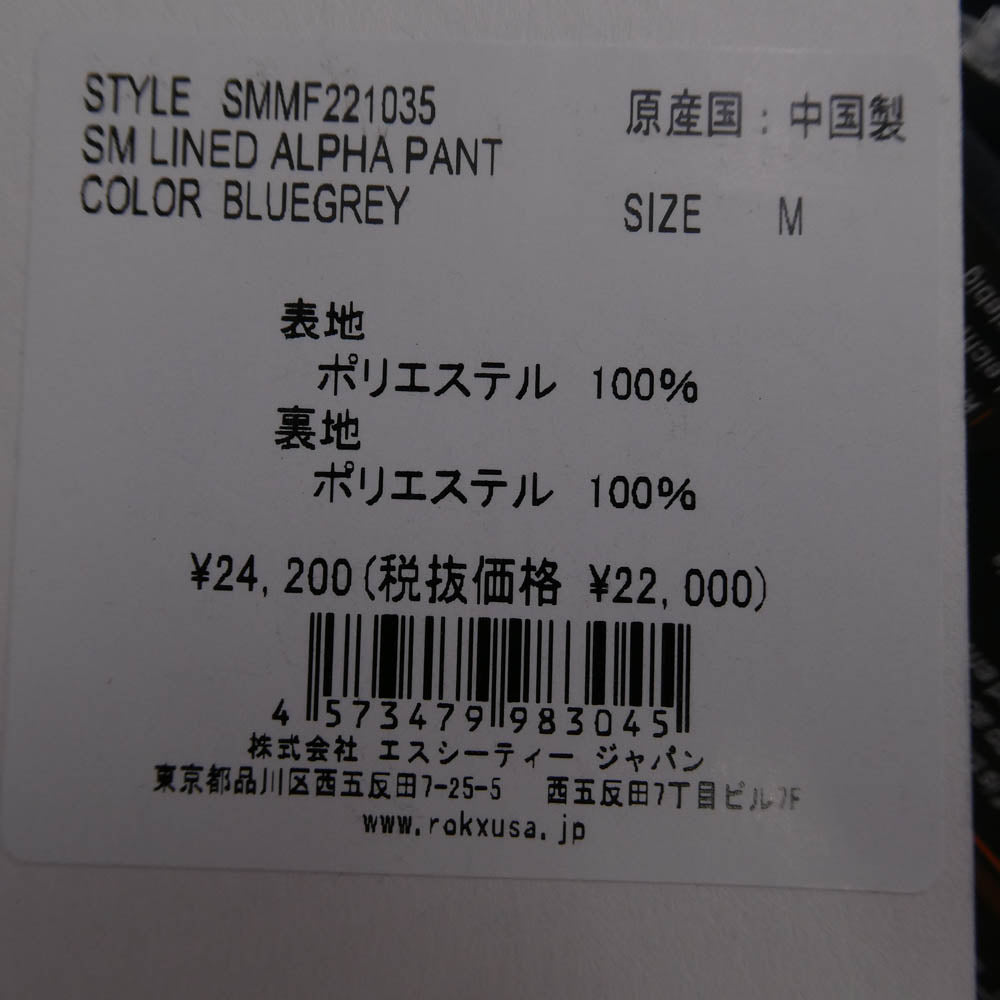 STYLE SMMF221035
原産国:中国製
SM LINED ALPHA PANT
COLOR BLUEGREY
SIZE M
表地
ポリエステル 100%
裏地
ポリエステル 100%
¥24,200(税抜価格 ¥22,000)
4 573479 983045
株式会社 エスシーティー ジャパン
東京都品川区西五反田7-25-5 西五反田7丁目ビル7F
www.rokxusa.jp